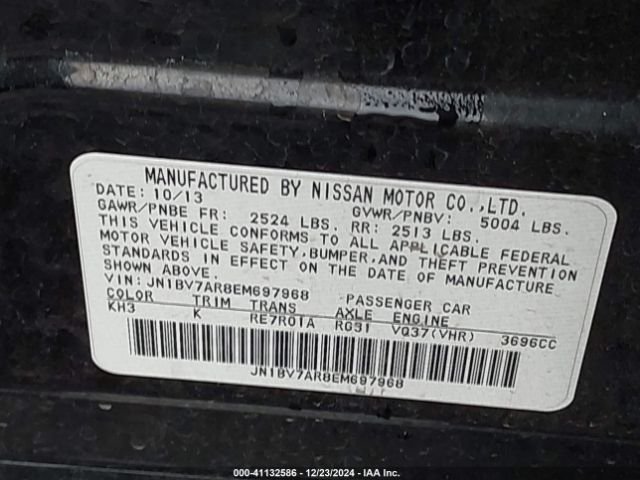 MANUFACTURED BY NISSAN MOTOR CO.,LTD.
DATE: 10/13 GVWR/PNBV: 5004 LBS.
GAWR/PNBE FR: 2524 LBS. RR: 2513 LBS.
THIS VEHICLE CONFORMS TO ALL APPLICABLE FEDERAL
MOTOR VEHICLE SAFETY,BUMPER,AND THEFT PREVENTION
STANDARDS IN EFFECT ON THE DATE OF MANUFACTURE
SHOWN ABOVE.
VIN: JN1BV7AR8EM697968 PASSENGER CAR
COLOR TRIM TRANS AXLE ENGINE
KH3 K RE7R01A RG31 VQ37(VHR) 3696CC
JN1BV7AR8EM697968
000-41132586 - 12/23/2024 - IAA Inc.